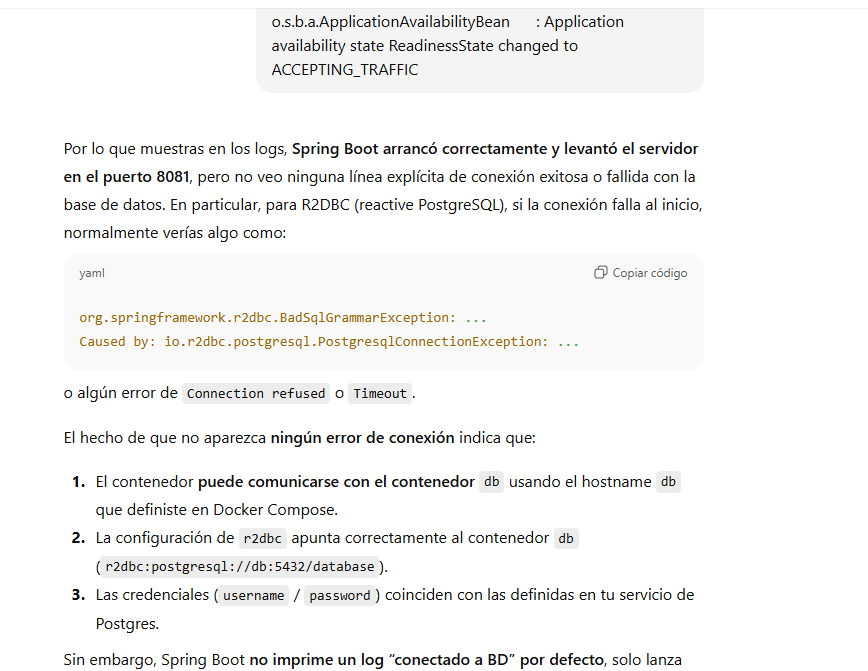 o.s.b.a.ApplicationAvailabilityBean : Application
availability state ReadinessState changed to
ACCEPTING_TRAFFIC
Por lo que muestras en los logs, Spring Boot arrancó correctamente y levantó el servidor
en el puerto 8081, pero no veo ninguna línea explícita de conexión exitosa o fallida con la
base de datos. En particular, para R2DBC (reactive PostgreSQL), si la conexión falla al inicio,
normalmente verías algo como:
yaml Copiar código
org.springframework.r2dbc.BadSqlGrammarException: ...
Caused by: io.r2dbc.postgresql.PostgresqlConnectionException: ...
o algún error de Connection refused o Timeout.
El hecho de que no aparezca ningún error de conexión indica que:
1. El contenedor puede comunicarse con el contenedor db usando el hostname db
que definiste en Docker Compose.
2. La configuración de r2dbc apunta correctamente al contenedor db
(r2dbc:postgresql://db:5432/database).
3. Las credenciales (username / password) coinciden con las definidas en tu servicio de
Postgres.
Sin embargo, Spring Boot no imprime un log “conectado a BD” por defecto, solo lanza